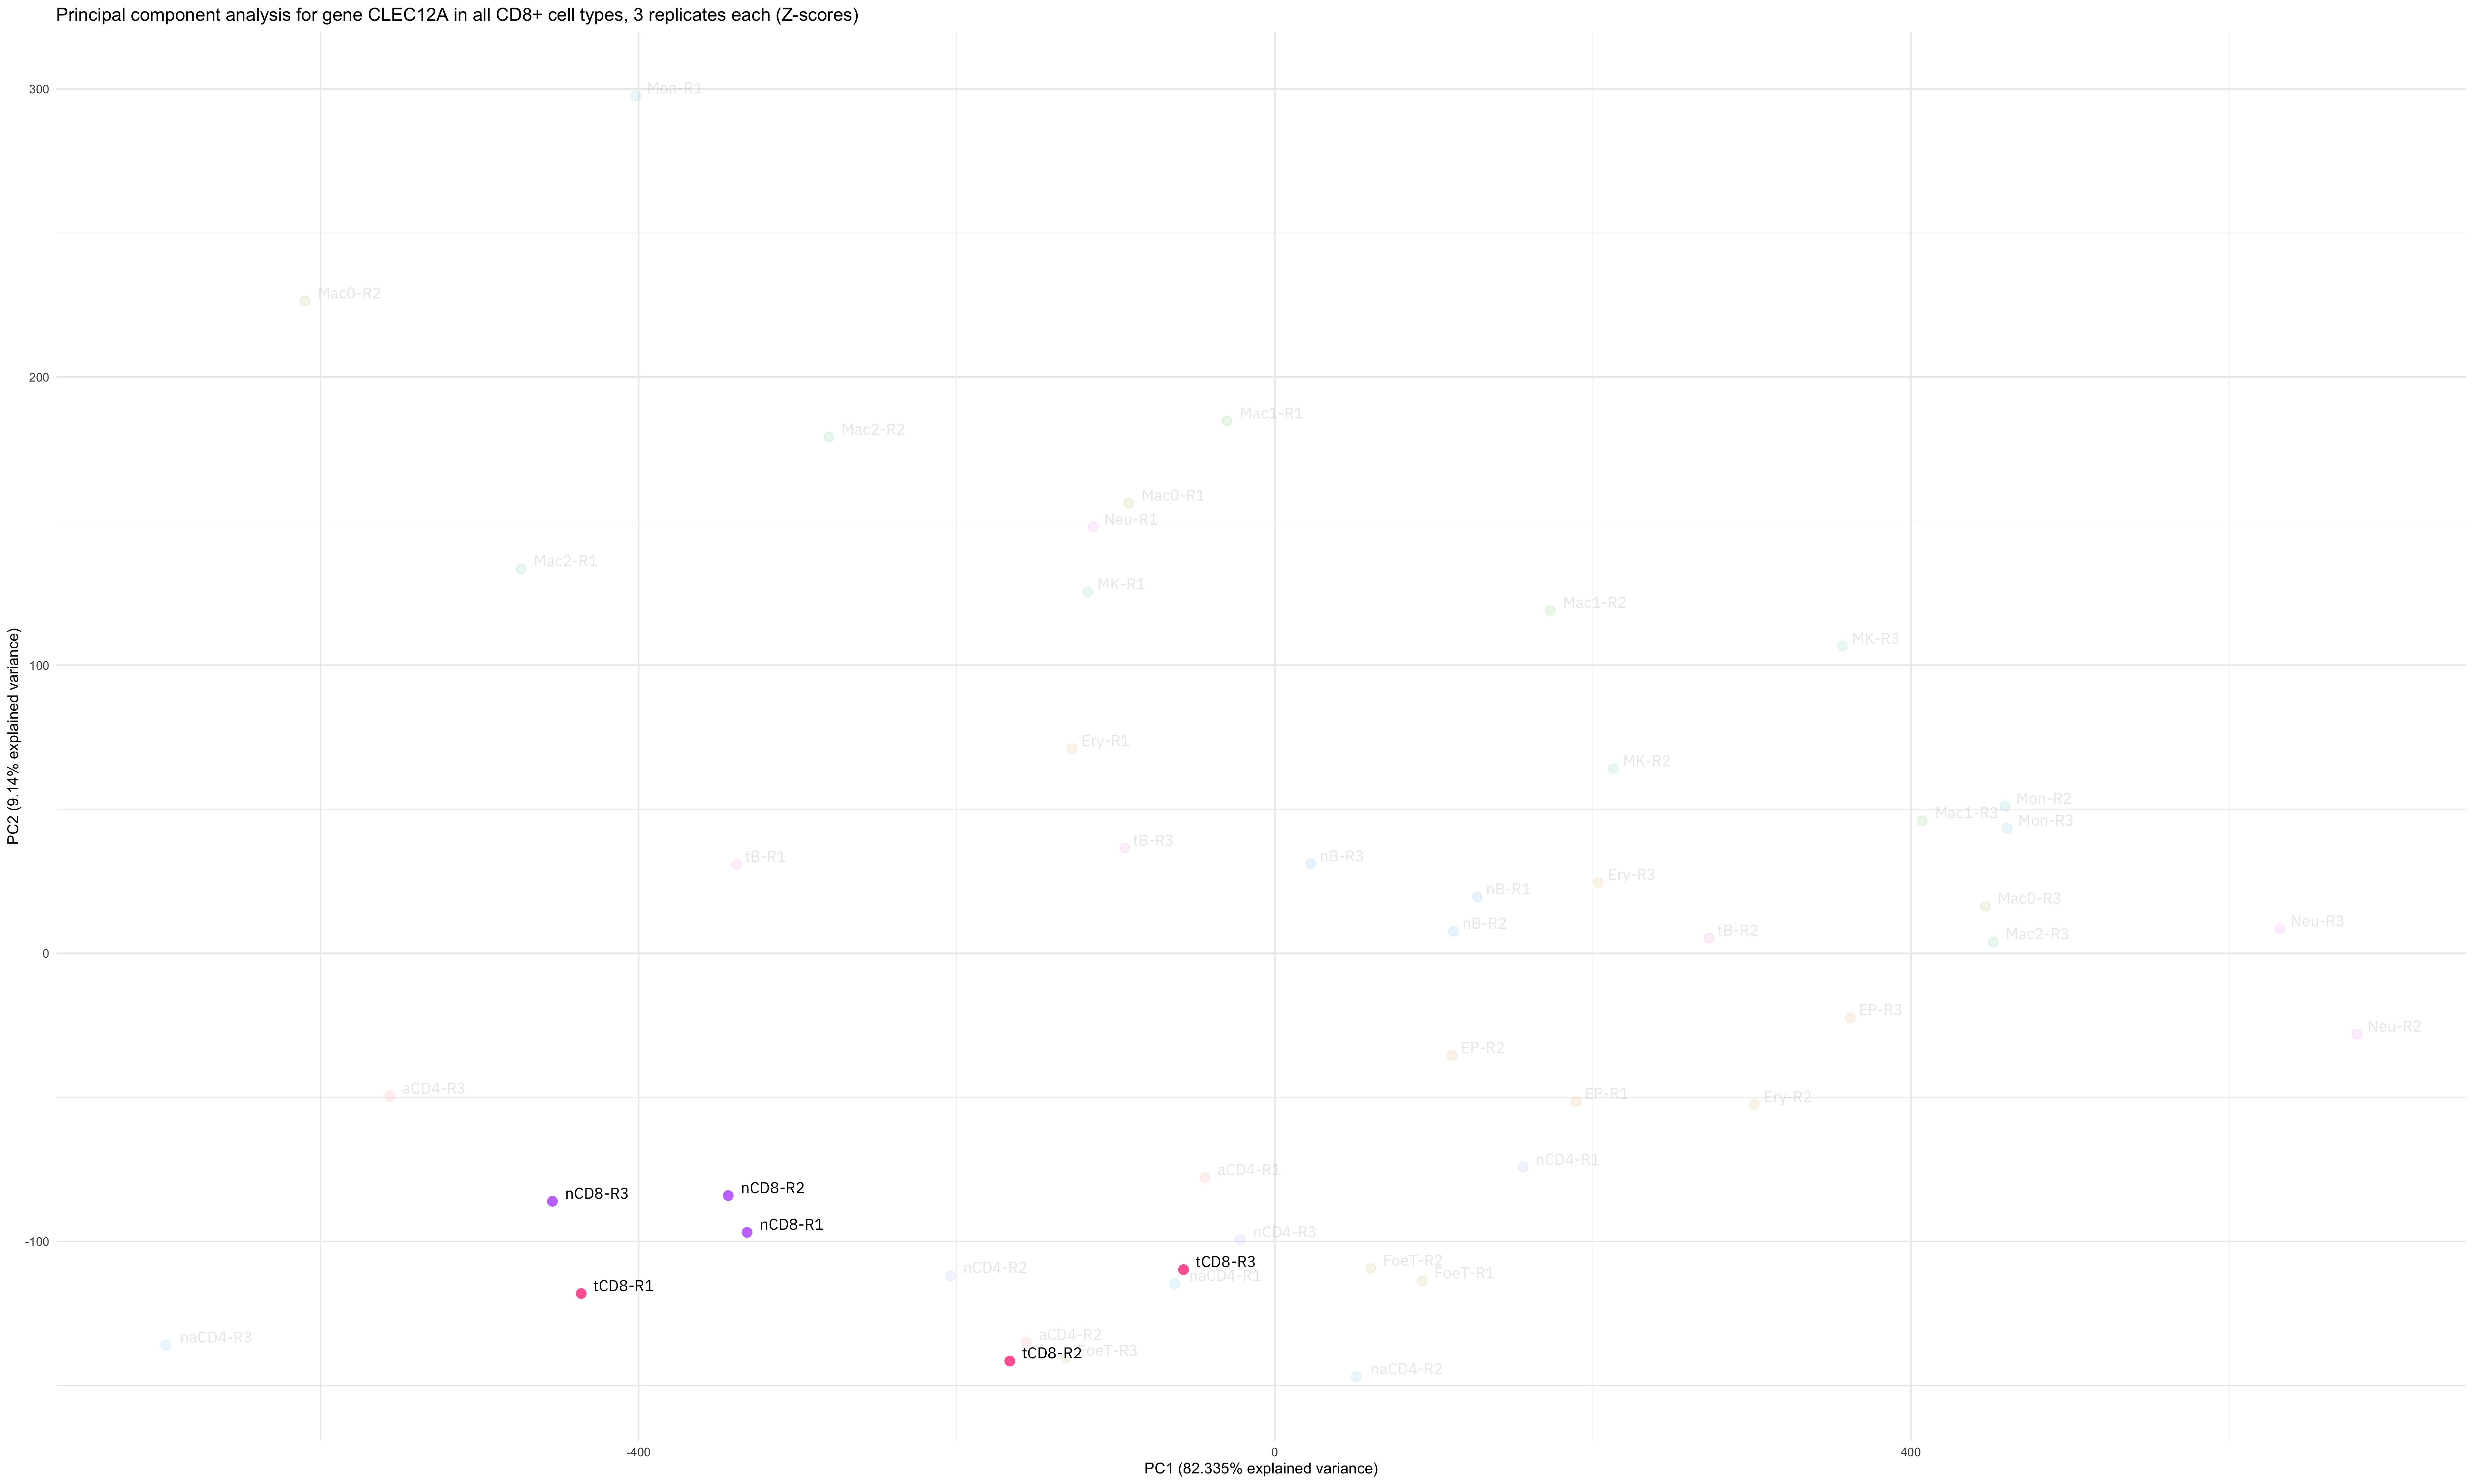 Principal component analysis for gene CLEC12A in all CD8+ cell types, 3 replicates each (Z-scores)
300
Mon-R1
Mac0-R2
200
Mac1-R1
Mac2-R2
Mac0-R1
Neu-R1
Mac2-R1
MK-R1
Mac1-R2
MK-R3
100
PC2 (9.14% explained variance)
Ery-R1
MK-R2
Mon-R2
Mac1-R3
Mon-R3
tB-R3
tB-R1
nB-R3
Ery-R3
nB-R1
Mac0-R3
nB-R2
Neu-R3
tB-R2
Mac2-R3
0
EP-R3
Neu-R2
EP-R2
aCD4-R3
EP-R1
Ery-R2
nCD4-R1
aCD4-R1
nCD8-R2
nCD8-R3
nCD8-R1
nCD4-R3
-100
tCD8-R3
FoeT-R2
nCD4-R2
FoeT-R1
naCD4-R1
tCD8-R1
aCD4-R2
naCD4-R3
FoeT-R3
tCD8-R2
naCD4-R2
-400
0
400
PC1 (82.335% explained variance)